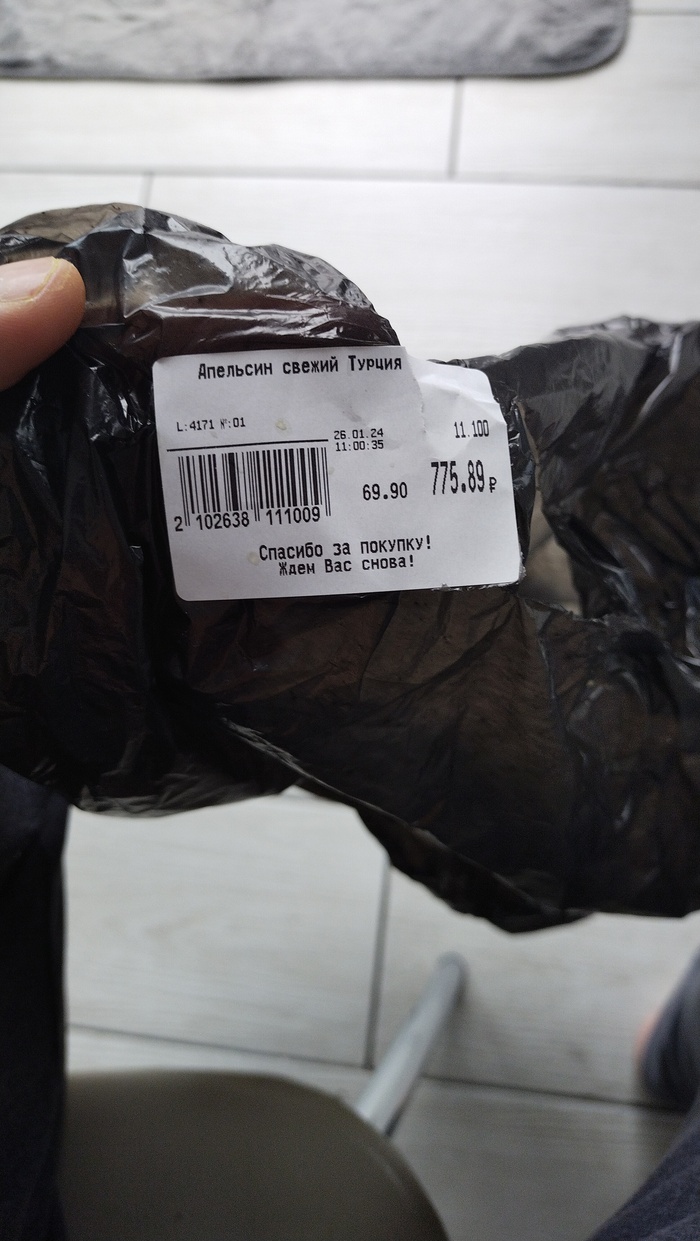 Апельсин свежий Турция
L:4171 №:01
26.01.24
11:00:35
11.100
69.90
775.89 ₽
2 102638 111009
Спасибо за покупку!
Ждем Вас снова!